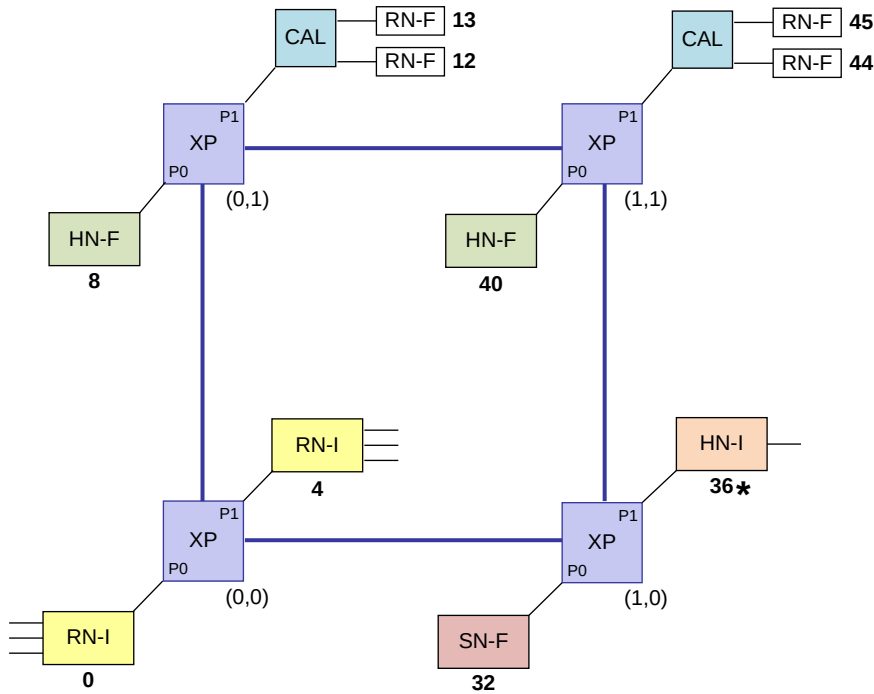 CAL
RN-F 13
RN-F 12
CAL
RN-F 45
RN-F 44
P1
XP
P0
(0,1)
P1
XP
P0
(1,1)
HN-F
8
HN-F
40
RN-I
4
HN-I
36*
P1
XP
P0
(0,0)
P1
XP
P0
(1,0)
RN-I
0
SN-F
32